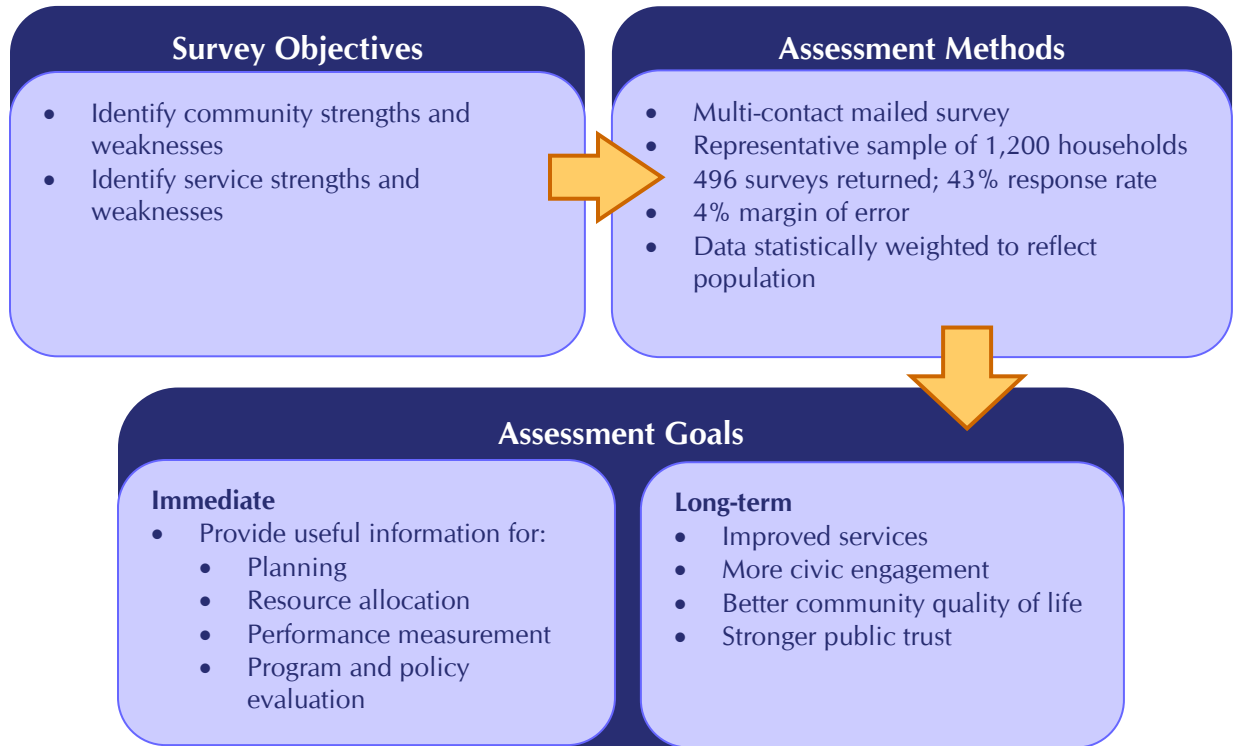 Survey Objectives
• Identify community strengths and
weaknesses
• Identify service strengths and
weaknesses
Assessment Methods
• Multi-contact mailed survey
• Representative sample of 1,200 households
• 496 surveys returned; 43% response rate
• 4% margin of error
• Data statistically weighted to reflect
population
Assessment Goals
Immediate
• Provide useful information for:
• Planning
• Resource allocation
• Performance measurement
• Program and policy
evaluation
Long-term
• Improved services
• More civic engagement
• Better community quality of life
• Stronger public trust